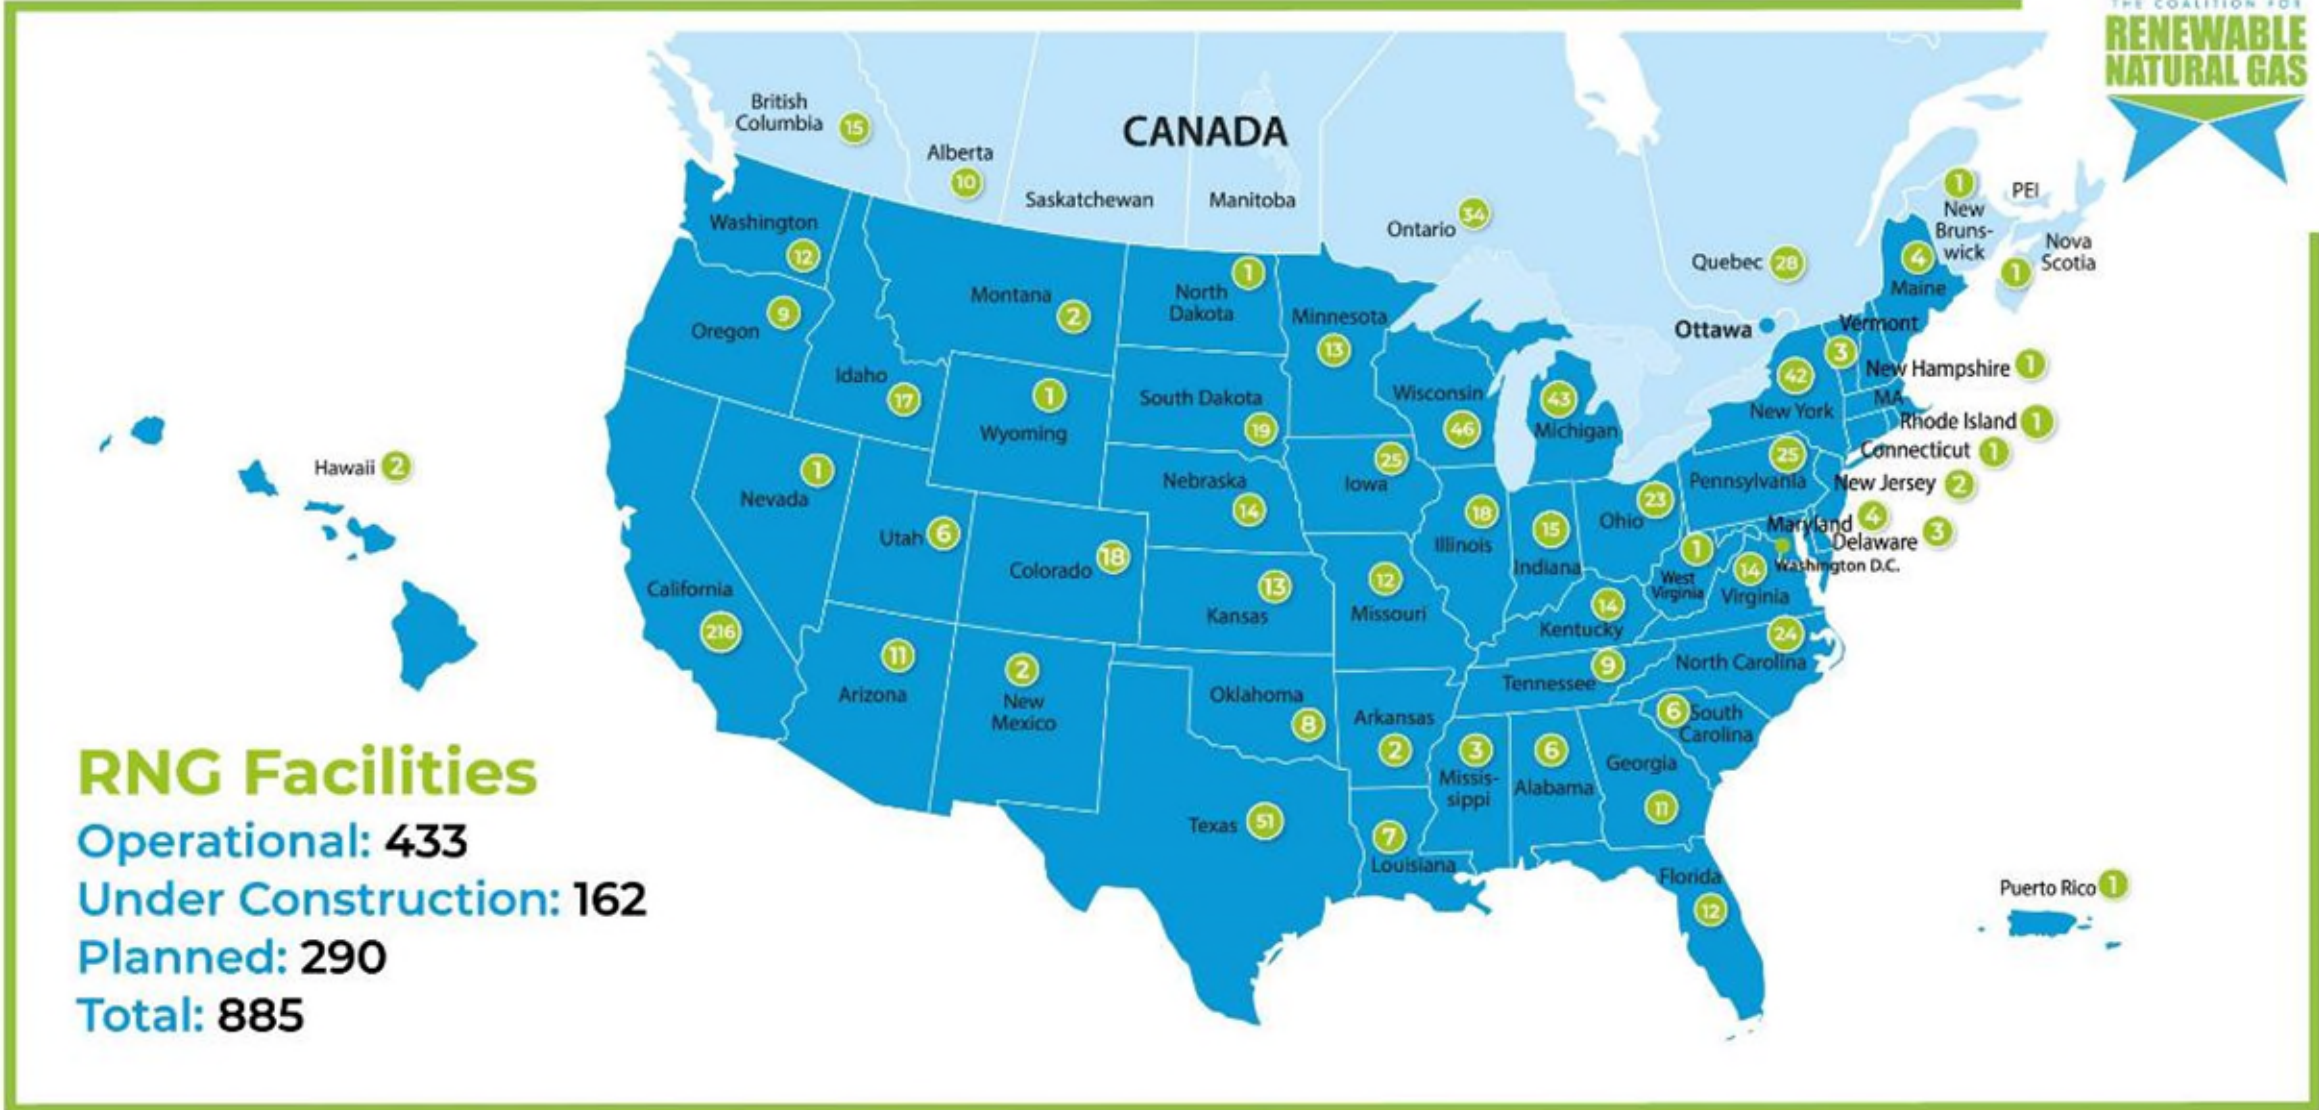 THE COALITION FOR
RENEWABLE
NATURAL GAS
British
Columbia
15
Alberta
10
CANADA
Saskatchewan
Manitoba
Ontario
34
Quebec
28
Ottawa
1
New
Bruns-
wick
PEI
Nova
Scotia
1
Washington
12
Oregon
9
Idaho
17
Montana
2
Wyoming
1
North
Dakota
1
South Dakota
19
Minnesota
13
Wisconsin
46
Michigan
43
4
Maine
Vermont
3
New Hampshire
1
42
New York
MA
Rhode Island
1
Connecticut
1
25
Pennsylvania
New Jersey
2
Maryland
4
Delaware
3
Washington D.C.
Hawaii
2
Nevada
1
Utah
6
Colorado
18
California
216
Arizona
11
2
New
Mexico
Nebraska
14
Kansas
13
Oklahoma
8
Texas
51
Iowa
25
Missouri
12
Arkansas
2
7
Louisiana
18
Illinois
15
Indiana
Ohio
23
14
Kentucky
1
West
Virginia
14
Virginia
24
North Carolina
Tennessee
9
6
South
Carolina
3
Missis-
sippi
6
Alabama
Georgia
11
Florida
12
Puerto Rico
1
RNG Facilities
Operational: 433
Under Construction: 162
Planned: 290
Total: 885